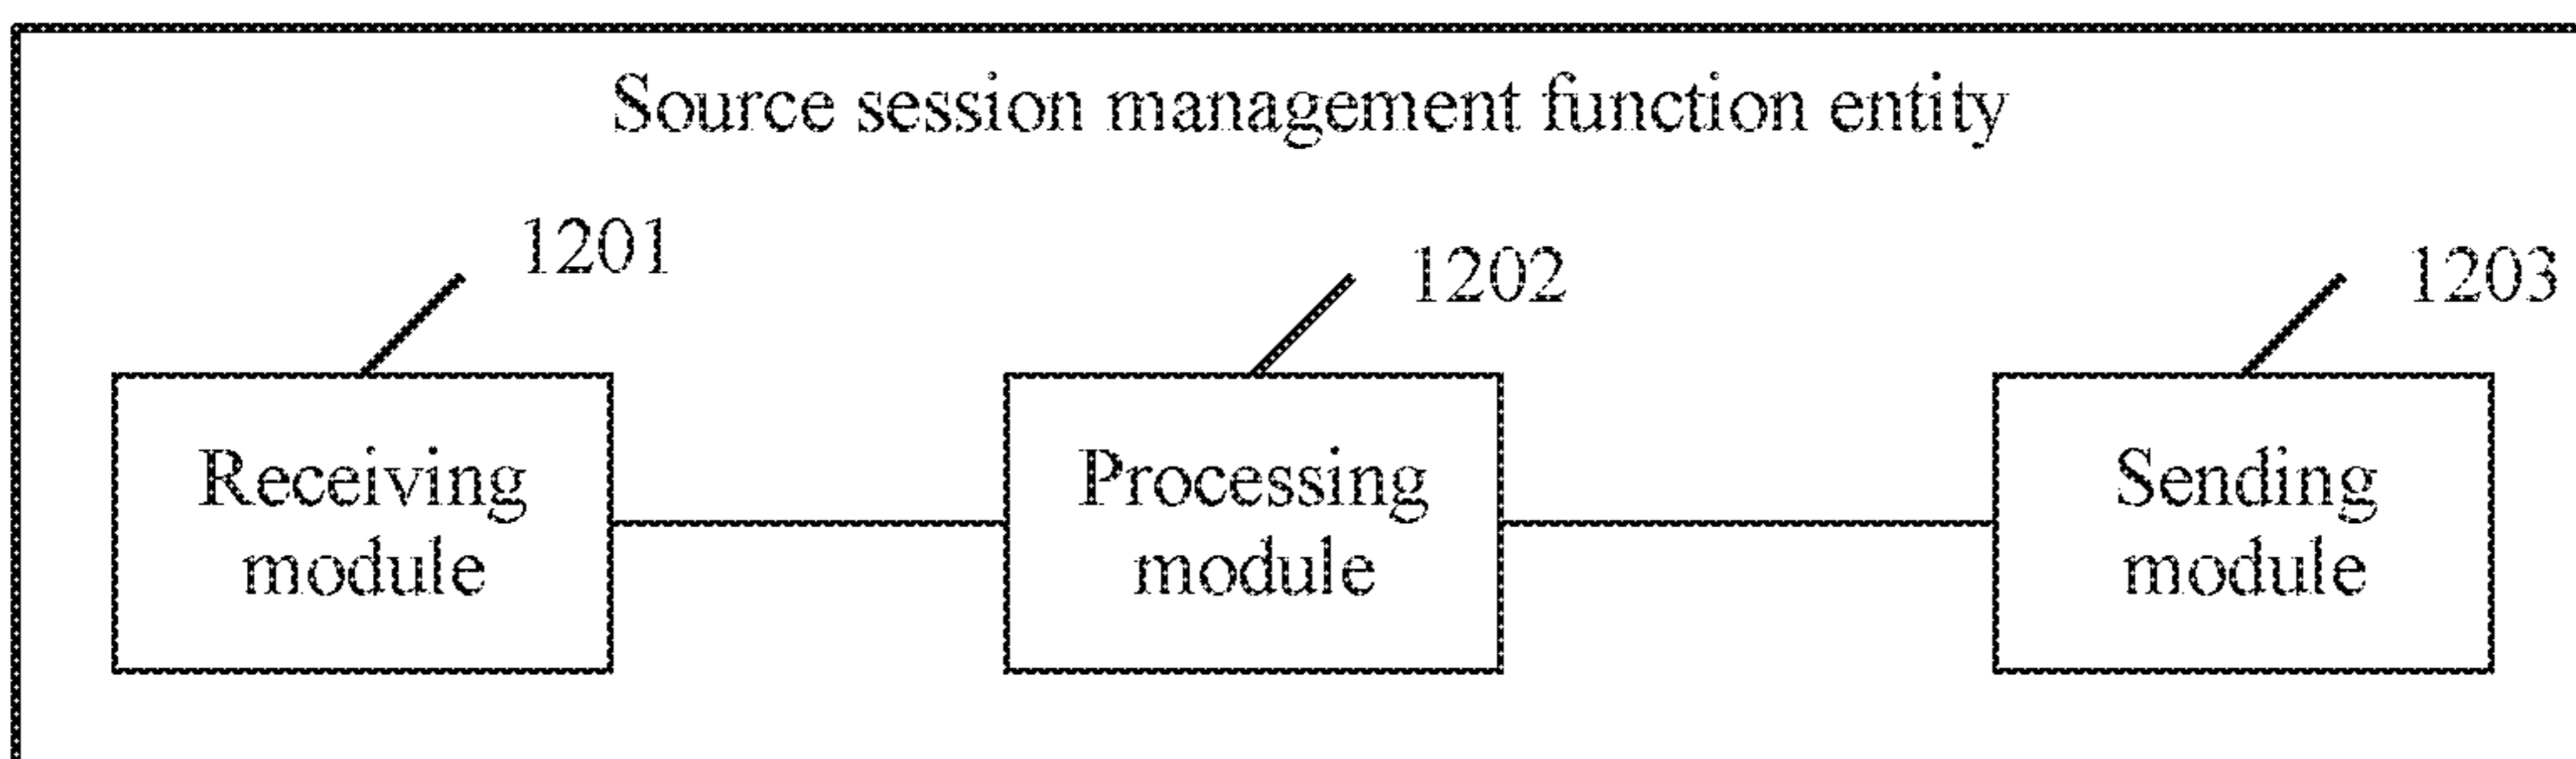 Source session management function entity
1201
1202
1203
Receiving
module
Processing
module
Sending
module